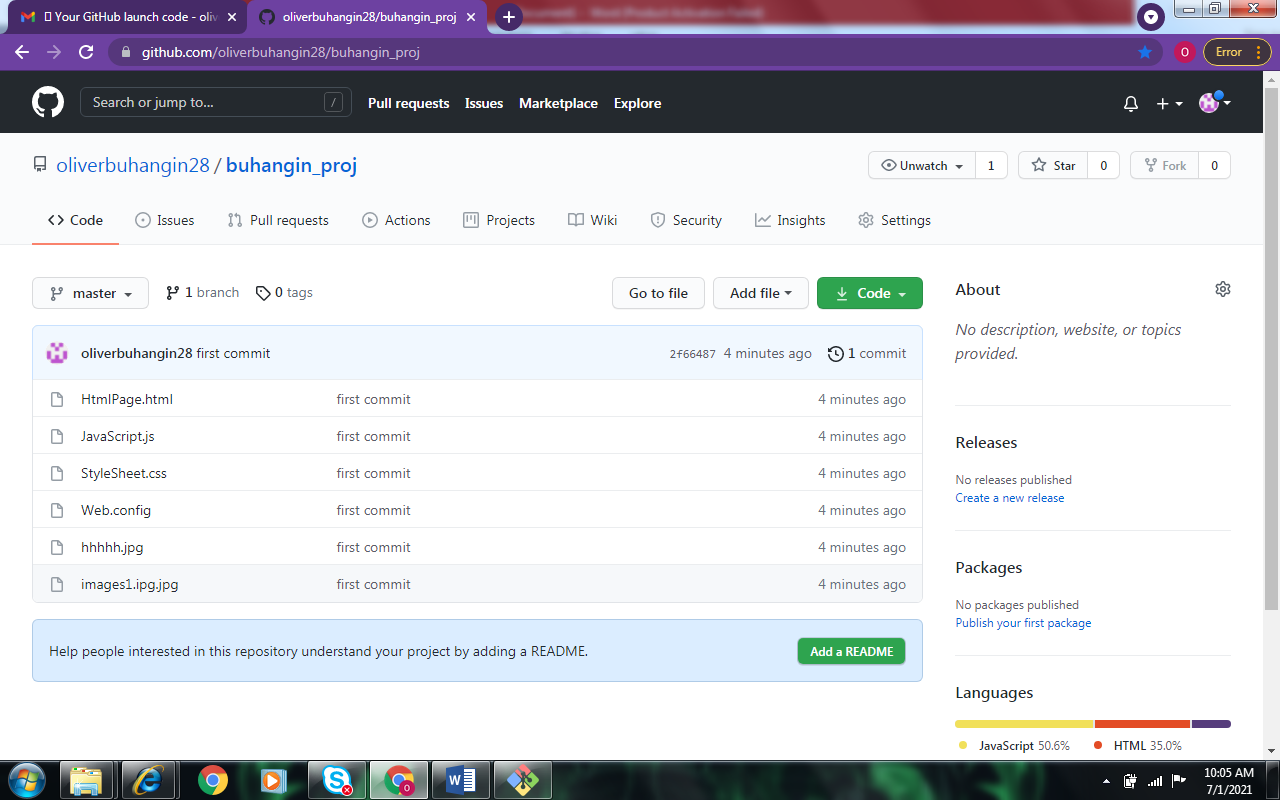 Your GitHub launch code - oli
oliverbuhangin28/buhangin_proj
github.com/oliverbuhangin28/buhangin_proj
O
Error
Search or jump to...
/
Pull requests
Issues
Marketplace
Explore
oliverbuhangin28 / buhangin_proj
Unwatch 1
Star 0
Fork 0
Code
Issues
Pull requests
Actions
Projects
Wiki
Security
Insights
Settings
master
1 branch
0 tags
Go to file
Add file
Code
oliverbuhangin28 first commit 2f66487 4 minutes ago 1 commit
HtmlPage.html first commit 4 minutes ago
JavaScript.js first commit 4 minutes ago
StyleSheet.css first commit 4 minutes ago
Web.config first commit 4 minutes ago
hhhhh.jpg first commit 4 minutes ago
images1.ipg.jpg first commit 4 minutes ago
Help people interested in this repository understand your project by adding a README.
Add a README
About
No description, website, or topics
provided.
Releases
No releases published
Create a new release
Packages
No packages published
Publish your first package
Languages
JavaScript 50.6% HTML 35.0%
10:05 AM
7/1/2021